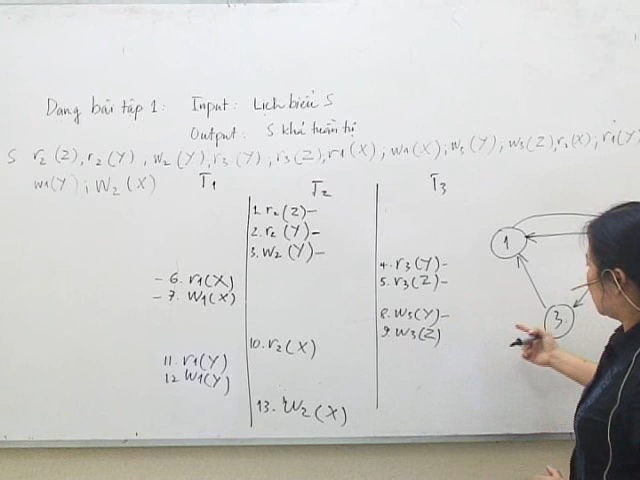 Dạng bài tập 1: Input: Lịch biểu S
Output: S khả tuần tự
S r2(Z), r2(Y), w2(Y), r3(Y), r3(Z), r1(X), w1(X), w3(Y), w3(Z), r2(X), r1(Y)
w1(Y), W2(X)
T1 T2 T3
1. r2(Z)-
2. r2(Y)-
3. w2(Y)-
4. r3(Y)-
5. r3(Z)-
- 6. r1(X)
- 7. W1(X)
8. W3(Y)-
9. W3(Z)
10. r2(X)
11. r1(Y)
12 W1(Y)
13. W2(X)
1
3